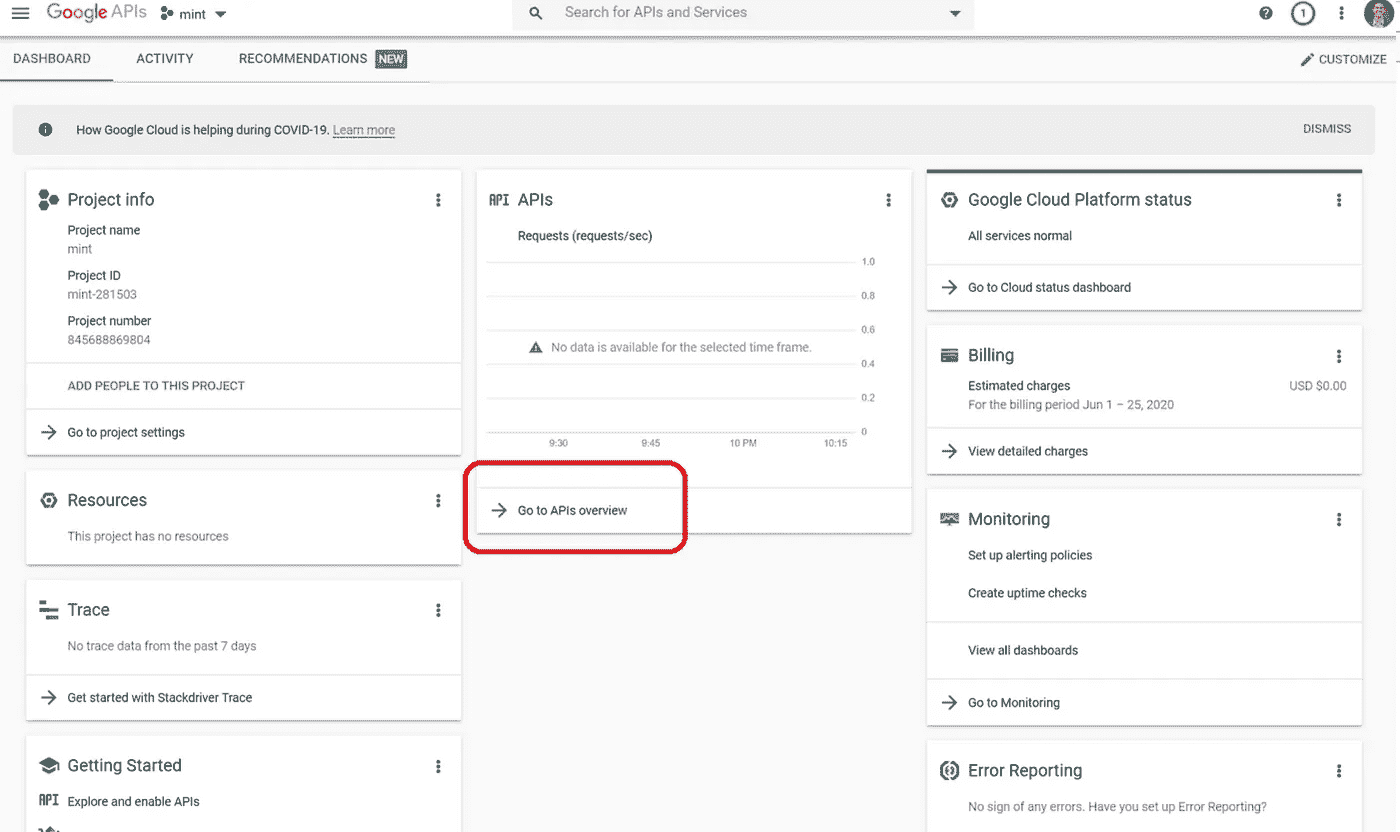 Google APIs
mint
Search for APIs and Services
1
DASHBOARD
ACTIVITY
RECOMMENDATIONS NEW
CUSTOMIZE
How Google Cloud is helping during COVID-19. Learn more
DISMISS
Project info
Project name
mint
Project ID
mint-281503
Project number
845688869804
ADD PEOPLE TO THIS PROJECT
Go to project settings
Resources
This project has no resources
Trace
No trace data from the past 7 days
Get started with Stackdriver Trace
Getting Started
API Explore and enable APIs
API APIs
Requests (requests/sec)
1.0
0.8
0.6
No data is available for the selected time frame.
0.4
0.2
0
9:30 9:45 10 PM 10:15
Go to APIs overview
Google Cloud Platform status
All services normal
Go to Cloud status dashboard
Billing
Estimated charges USD $0.00
For the billing period Jun 1 – 25, 2020
View detailed charges
Monitoring
Set up alerting policies
Create uptime checks
View all dashboards
Go to Monitoring
Error Reporting
No sign of any errors. Have you set up Error Reporting?